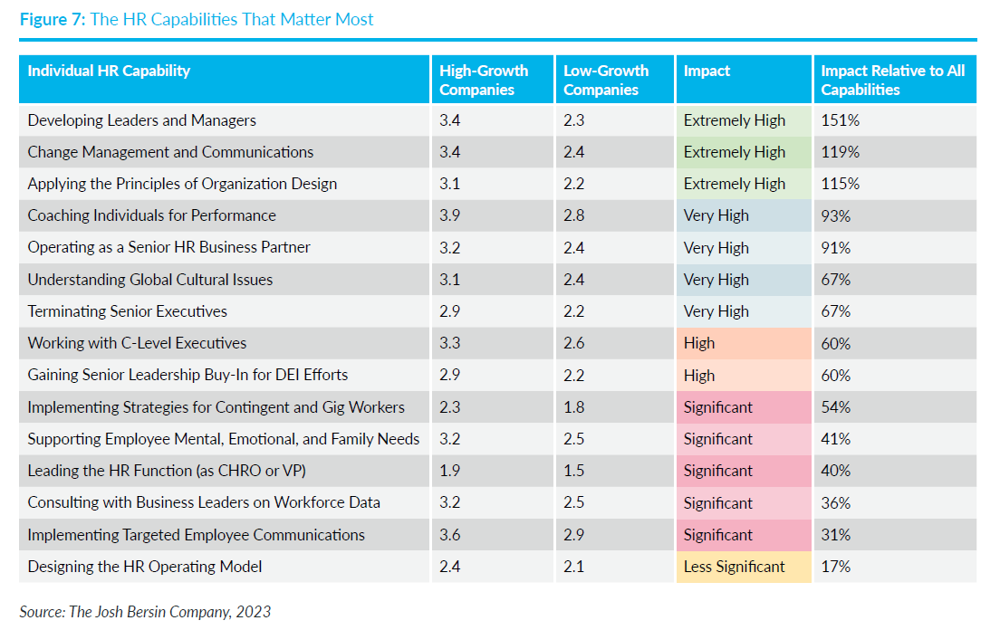 Figure 7: The HR Capabilities That Matter Most
Individual HR Capability High-Growth Companies Low-Growth Companies Impact Impact Relative to All Capabilities
Developing Leaders and Managers 3.4 2.3 Extremely High 151%
Change Management and Communications 3.4 2.4 Extremely High 119%
Applying the Principles of Organization Design 3.1 2.2 Extremely High 115%
Coaching Individuals for Performance 3.9 2.8 Very High 93%
Operating as a Senior HR Business Partner 3.2 2.4 Very High 91%
Understanding Global Cultural Issues 3.1 2.4 Very High 67%
Terminating Senior Executives 2.9 2.2 Very High 67%
Working with C-Level Executives 3.3 2.6 High 60%
Gaining Senior Leadership Buy-In for DEI Efforts 2.9 2.2 High 60%
Implementing Strategies for Contingent and Gig Workers 2.3 1.8 Significant 54%
Supporting Employee Mental, Emotional, and Family Needs 3.2 2.5 Significant 41%
Leading the HR Function (as CHRO or VP) 1.9 1.5 Significant 40%
Consulting with Business Leaders on Workforce Data 3.2 2.5 Significant 36%
Implementing Targeted Employee Communications 3.6 2.9 Significant 31%
Designing the HR Operating Model 2.4 2.1 Less Significant 17%
Source: The Josh Bersin Company, 2023